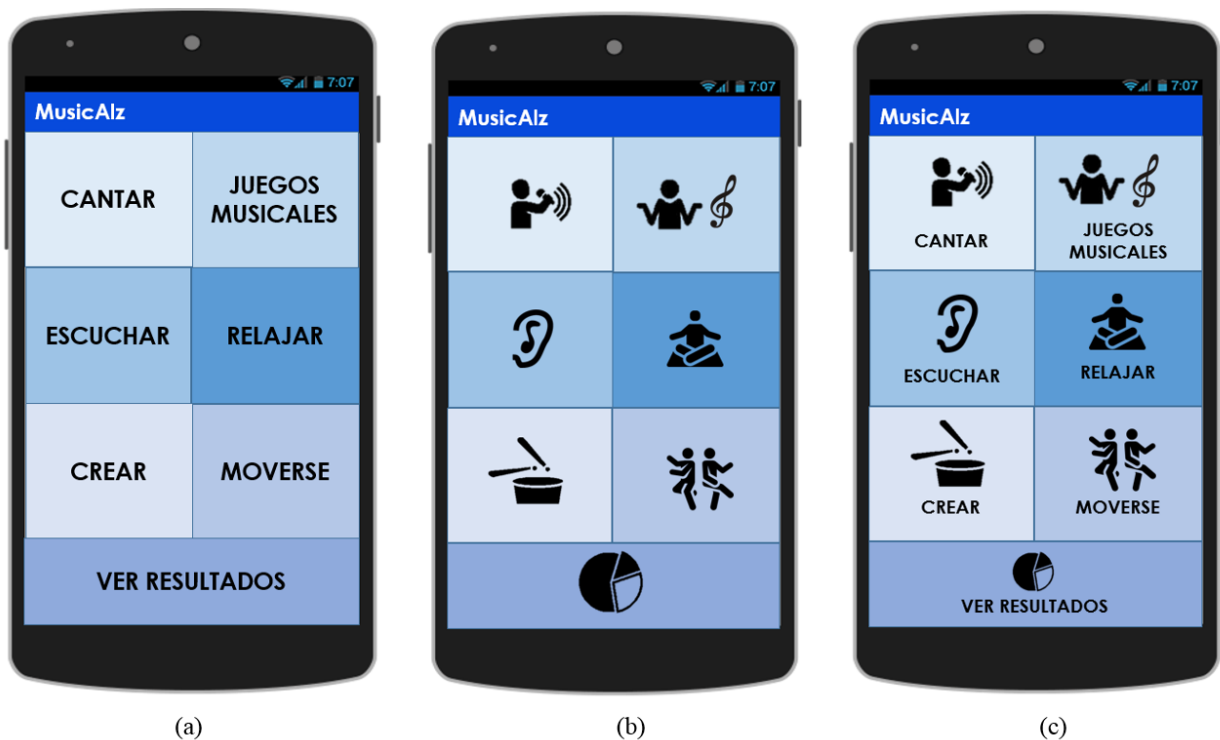 7:07
MusicAlz
CANTAR
JUEGOS
MUSICALES
ESCUCHAR
RELAJAR
CREAR
MOVERSE
VER RESULTADOS
(a)
7:07
MusicAlz
(b)
7:07
MusicAlz
CANTAR
JUEGOS
MUSICALES
ESCUCHAR
RELAJAR
CREAR
MOVERSE
VER RESULTADOS
(c)